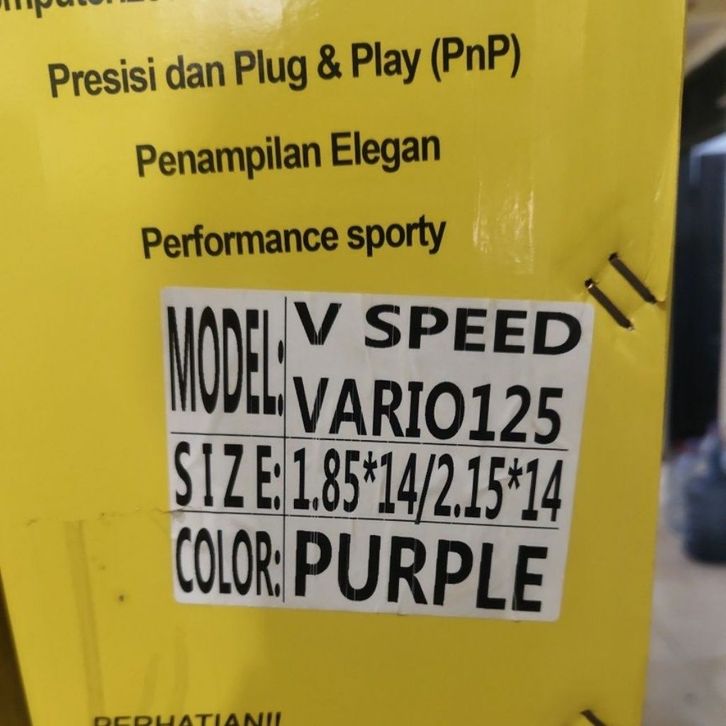 Presisi dan Plug & Play (PnP)
Penampilan Elegan
Performance sporty
MODEL: V SPEED
VARIO125
SIZE: 1.85*14/2.15*14
COLOR: PURPLE
PERHATIAN!!